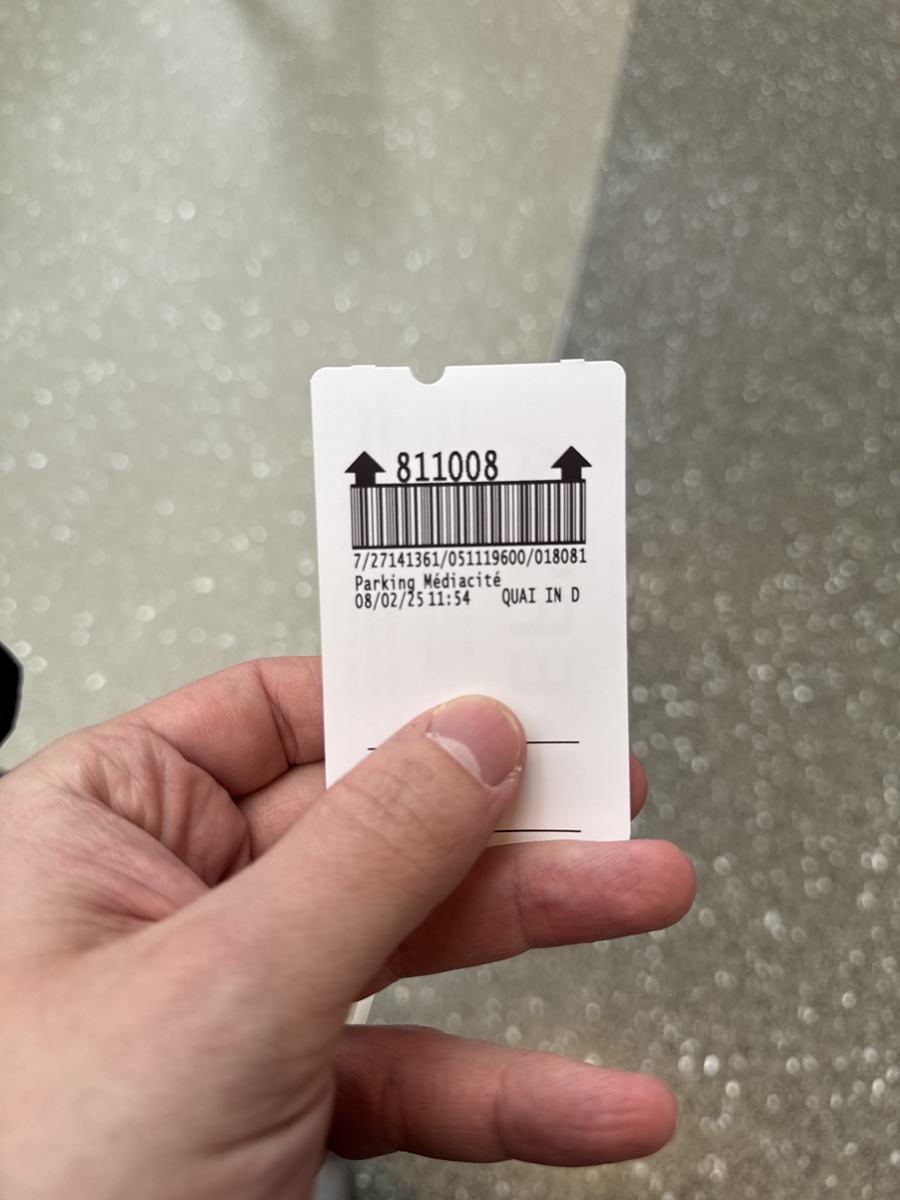 811008
7/27141361/051119600/018081
Parking Médiacité
08/02/25 11:54 QUAI IN D